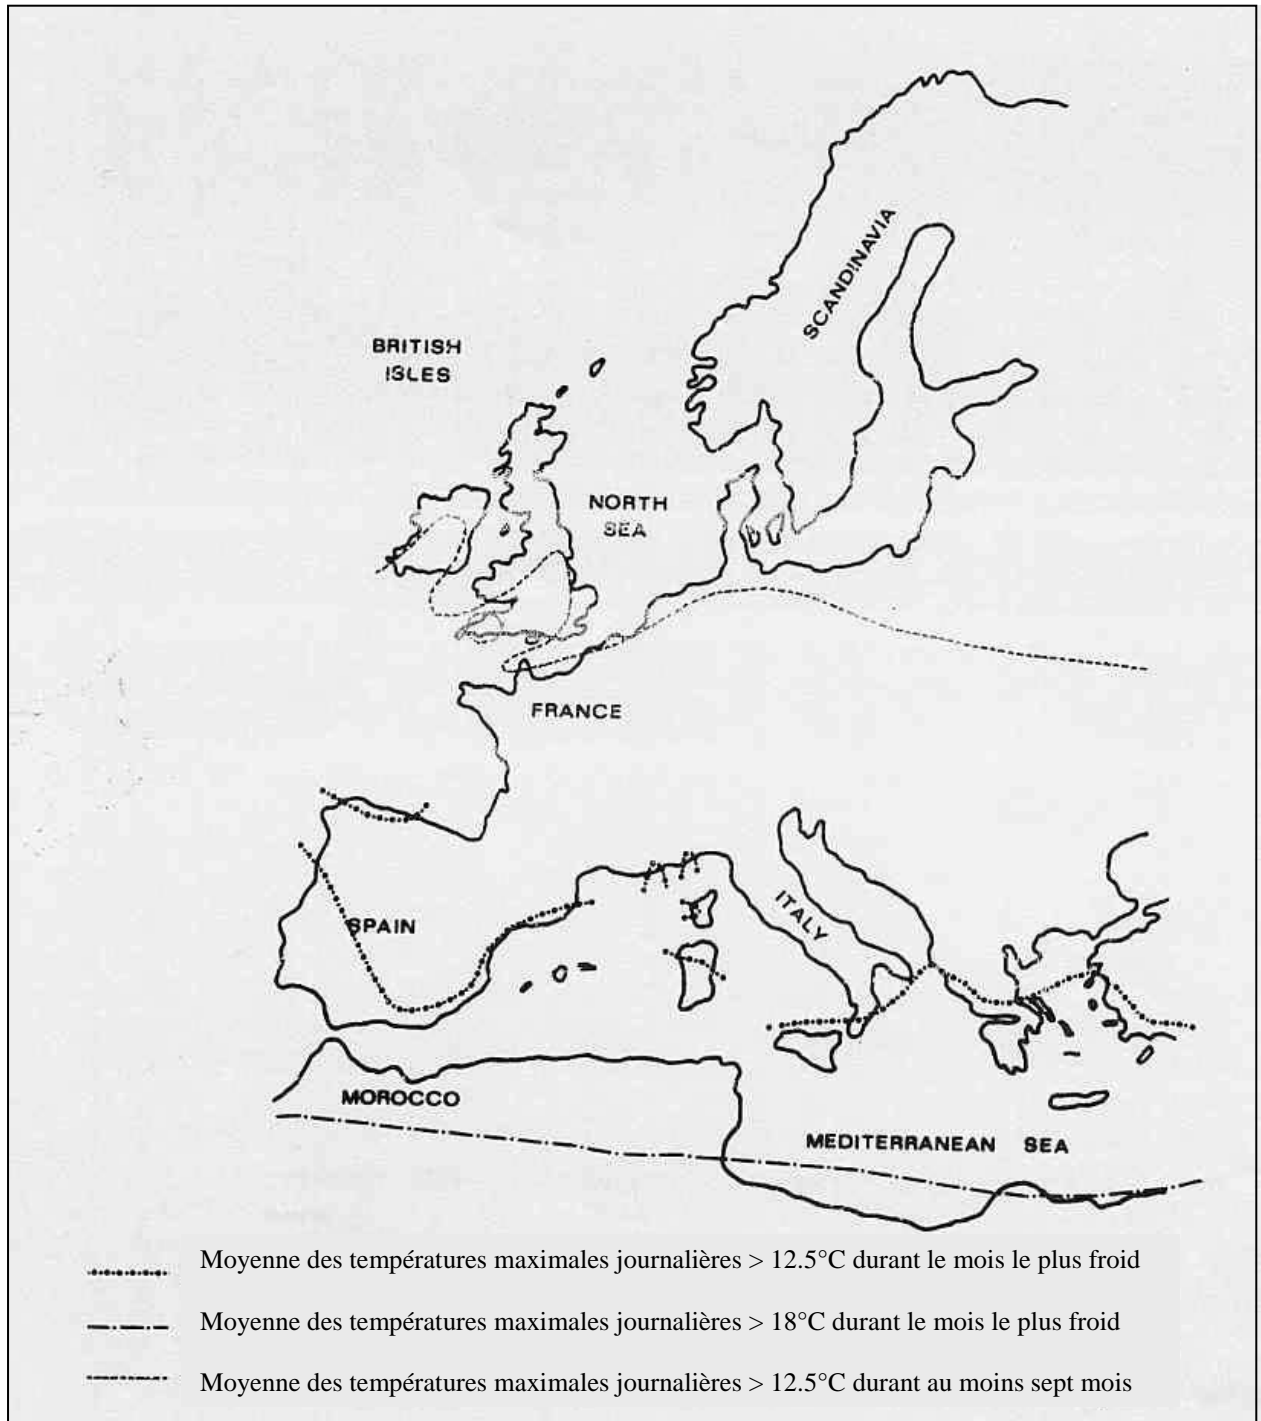 SCANDINAVIA
BRITISH
ISLES
NORTH
SEA
FRANCE
ITALY
SPAIN
MOROCCO
MEDITERRANEAN SEA
Moyenne des températures maximales journalières > 12.5°C durant le mois le plus froid
Moyenne des températures maximales journalières > 18°C durant le mois le plus froid
Moyenne des températures maximales journalières > 12.5°C durant au moins sept mois